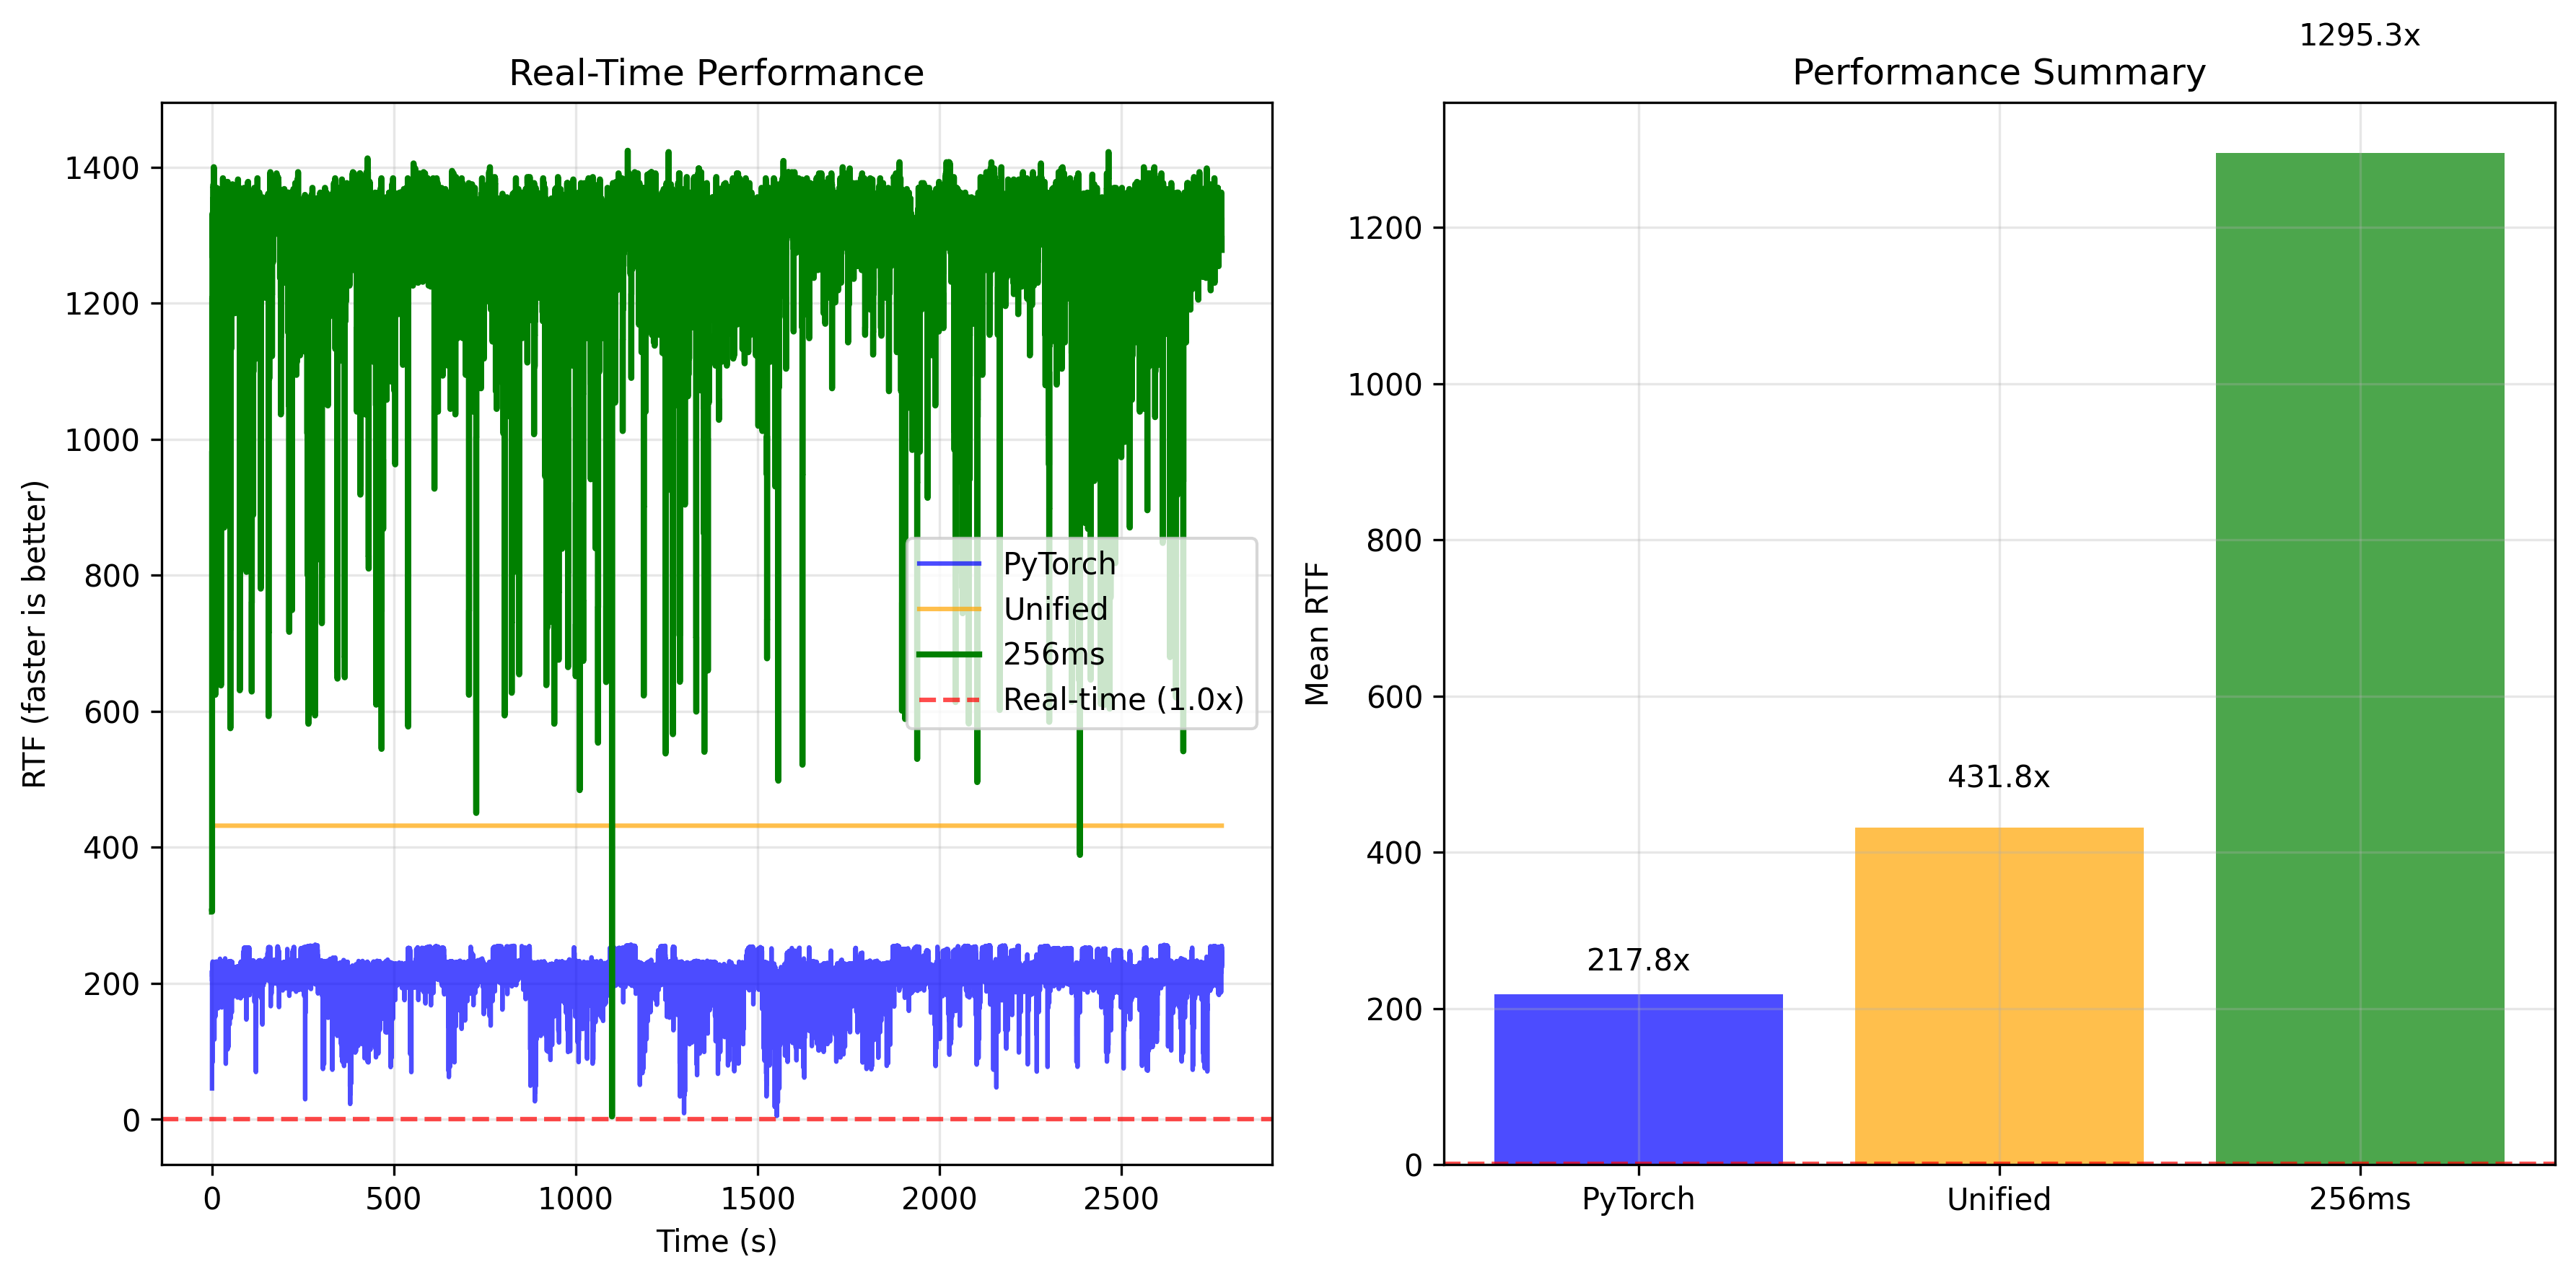 Real-Time Performance
RTF (faster is better)
1400
1200
1000
800
600
400
200
0
0 500 1000 1500 2000 2500
Time (s)
PyTorch
Unified
256ms
Real-time (1.0x)
Performance Summary
Mean RTF
1200
1000
800
600
400
200
0
217.8x
431.8x
1295.3x
PyTorch Unified 256ms